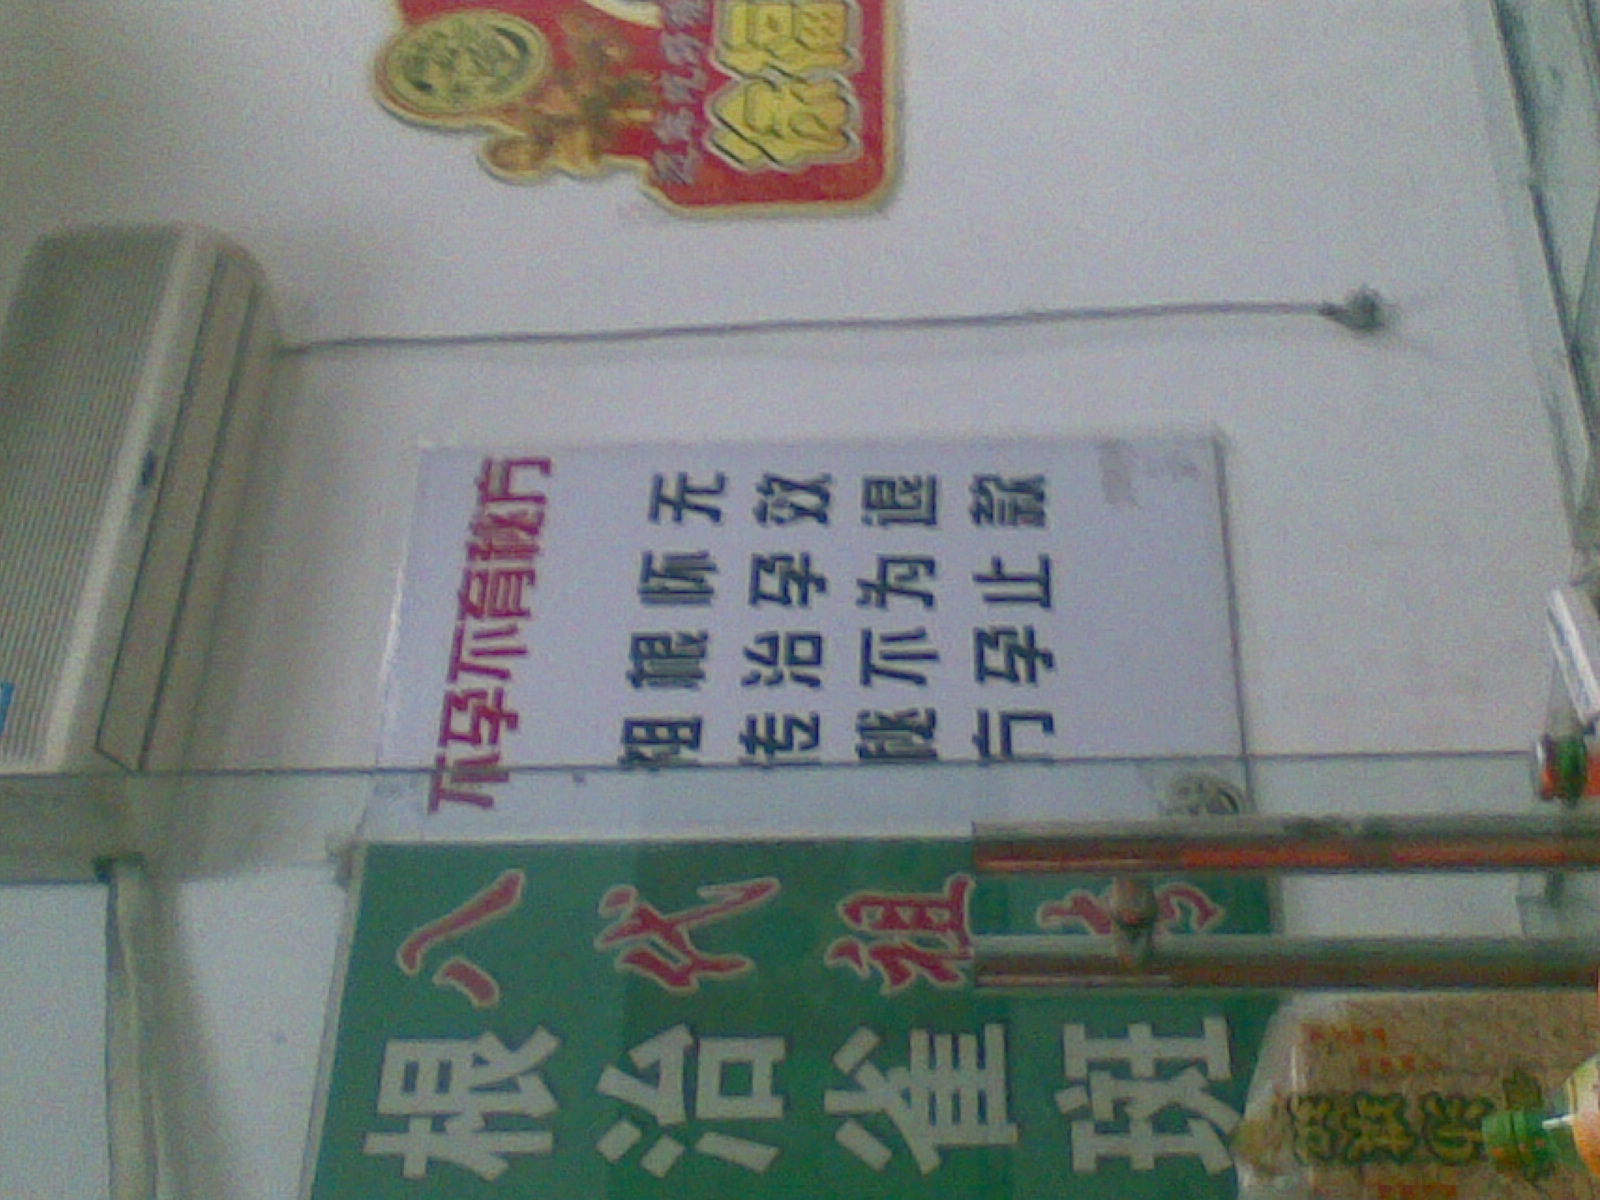 不孕不育秘方
祖传秘方
根治不孕
怀孕为止
无效退款
八代祖传
根治雀斑